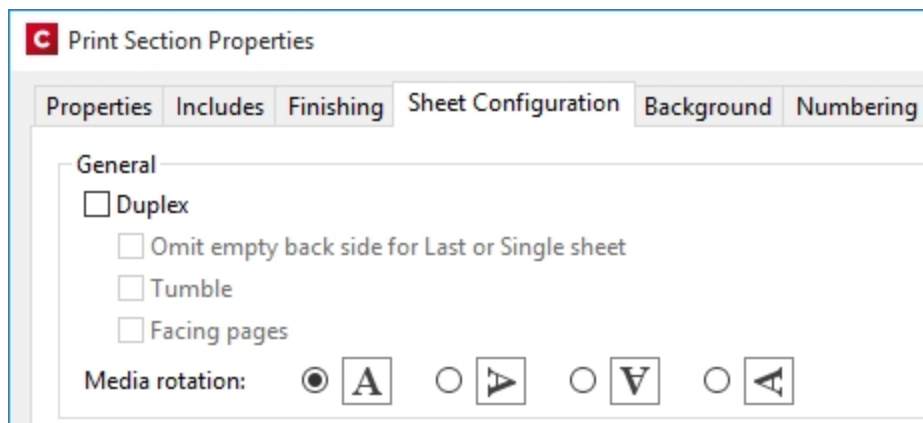 C Print Section Properties
Properties Includes Finishing Sheet Configuration Background Numbering
General
Duplex
Omit empty back side for Last or Single sheet
Tumble
Facing pages
Media rotation: A A A A